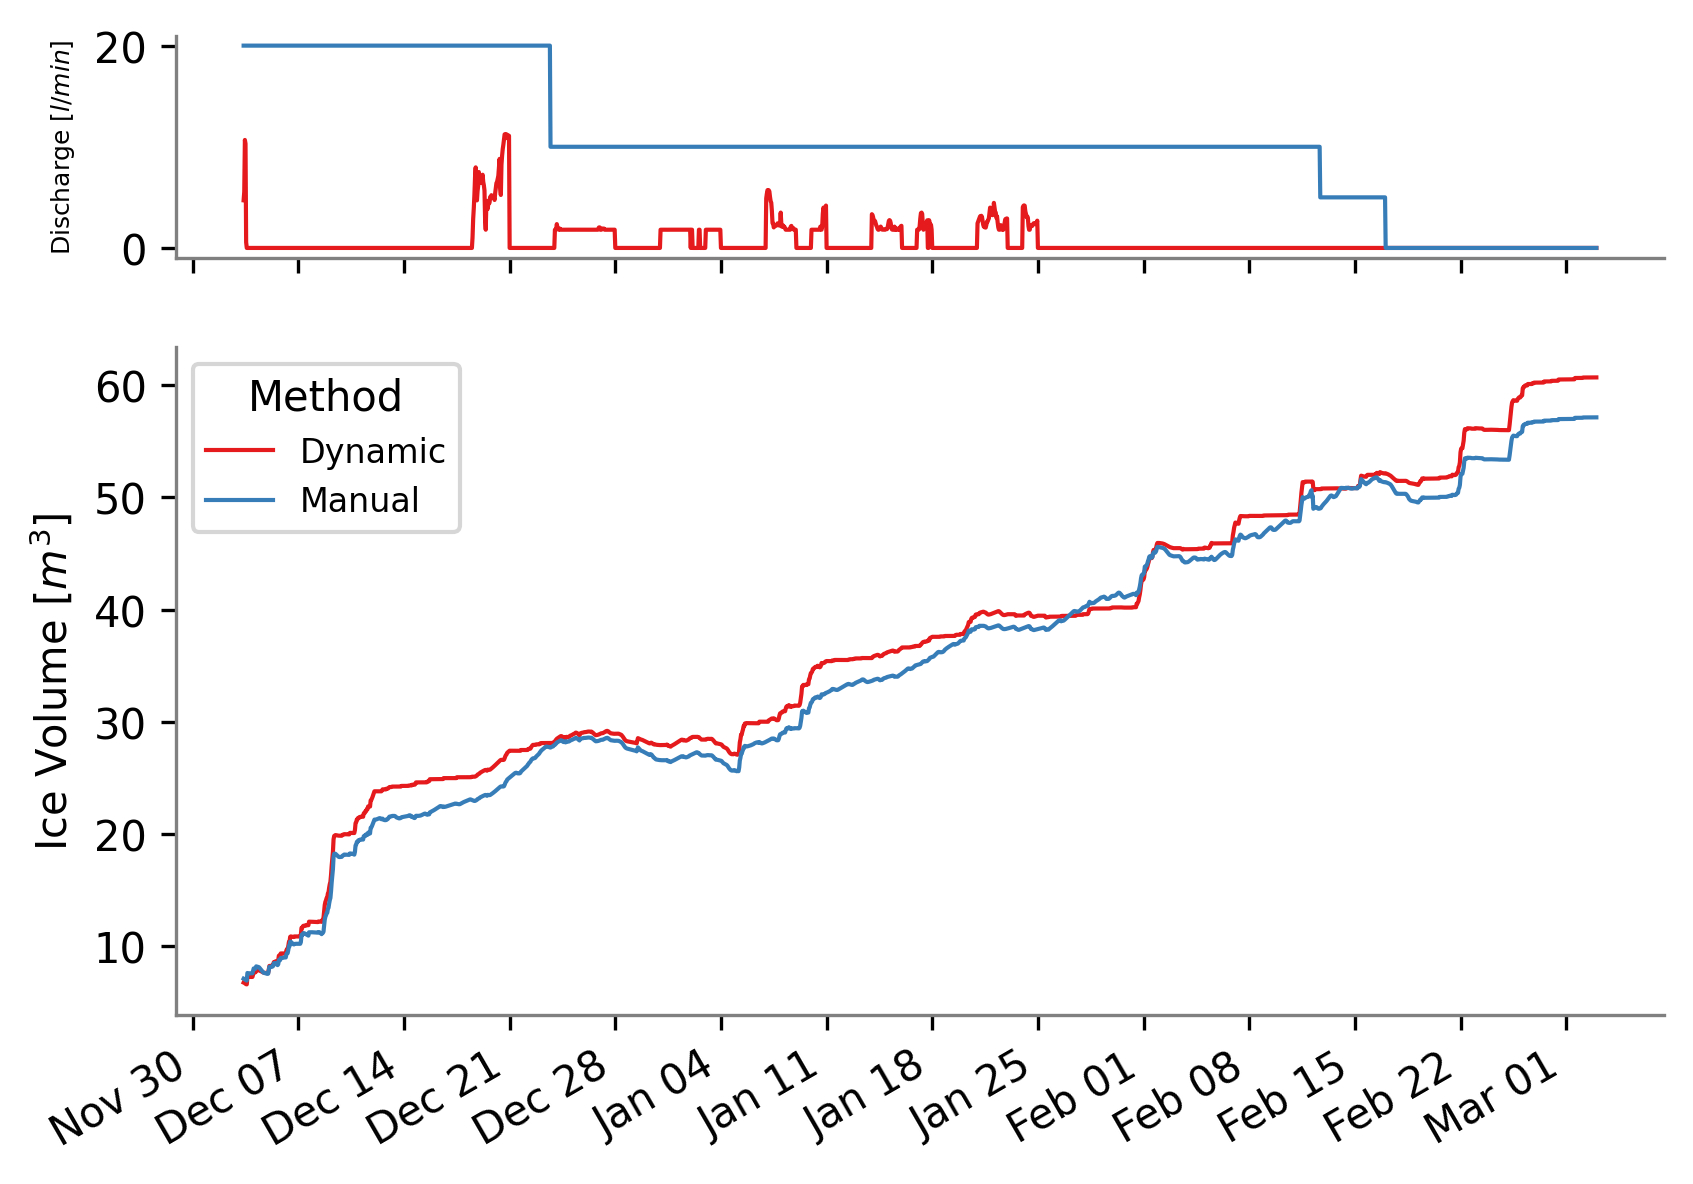 Discharge [l/min]
20
0
Ice Volume [m³]
60
50
40
30
20
10
Method
Dynamic
Manual
Nov 30
Dec 07
Dec 14
Dec 21
Dec 28
Jan 04
Jan 11
Jan 18
Jan 25
Feb 01
Feb 08
Feb 15
Feb 22
Mar 01